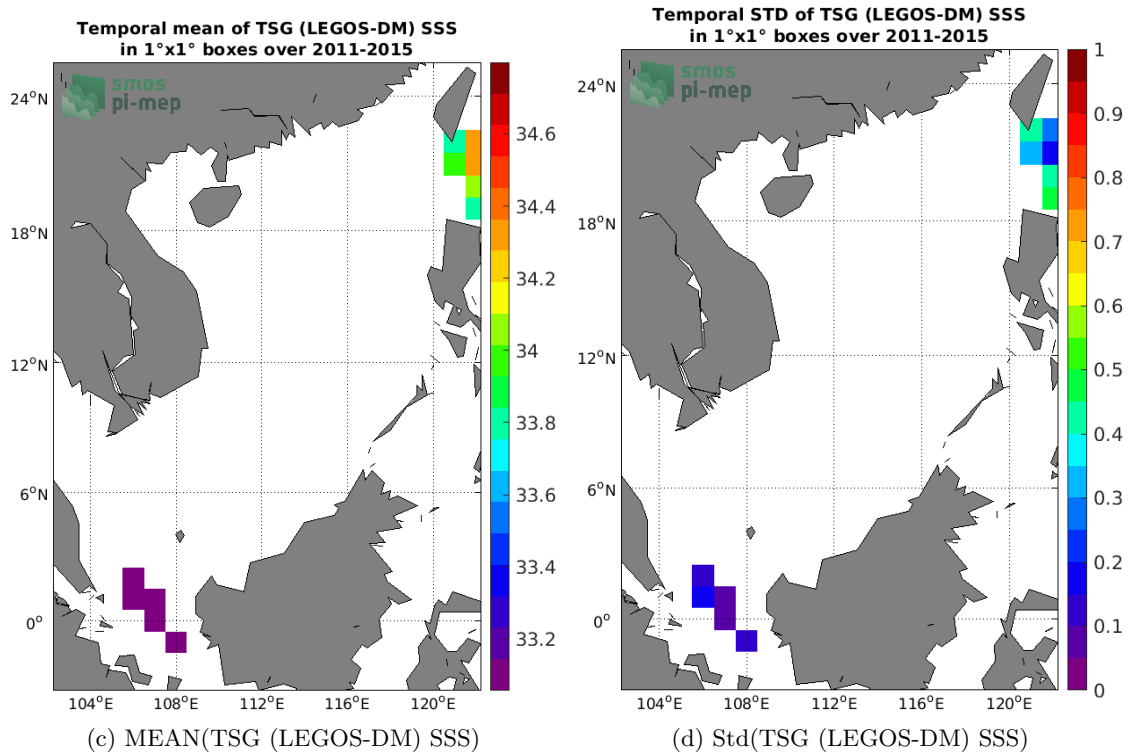 Temporal mean of TSG (LEGOS-DM) SSS
in 1°x1° boxes over 2011-2015
smos
pi-mep
24°N
18°N
12°N
6°N
0°
104°E
108°E
112°E
116°E
120°E
34.6
34.4
34.2
34
33.8
33.6
33.4
33.2
(c) MEAN(TSG (LEGOS-DM) SSS)
Temporal STD of TSG (LEGOS-DM) SSS
in 1°x1° boxes over 2011-2015
smos
pi-mep
24°N
18°N
12°N
6°N
0°
104°E
108°E
112°E
116°E
120°E
1
0.9
0.8
0.7
0.6
0.5
0.4
0.3
0.2
0.1
0
(d) Std(TSG (LEGOS-DM) SSS)